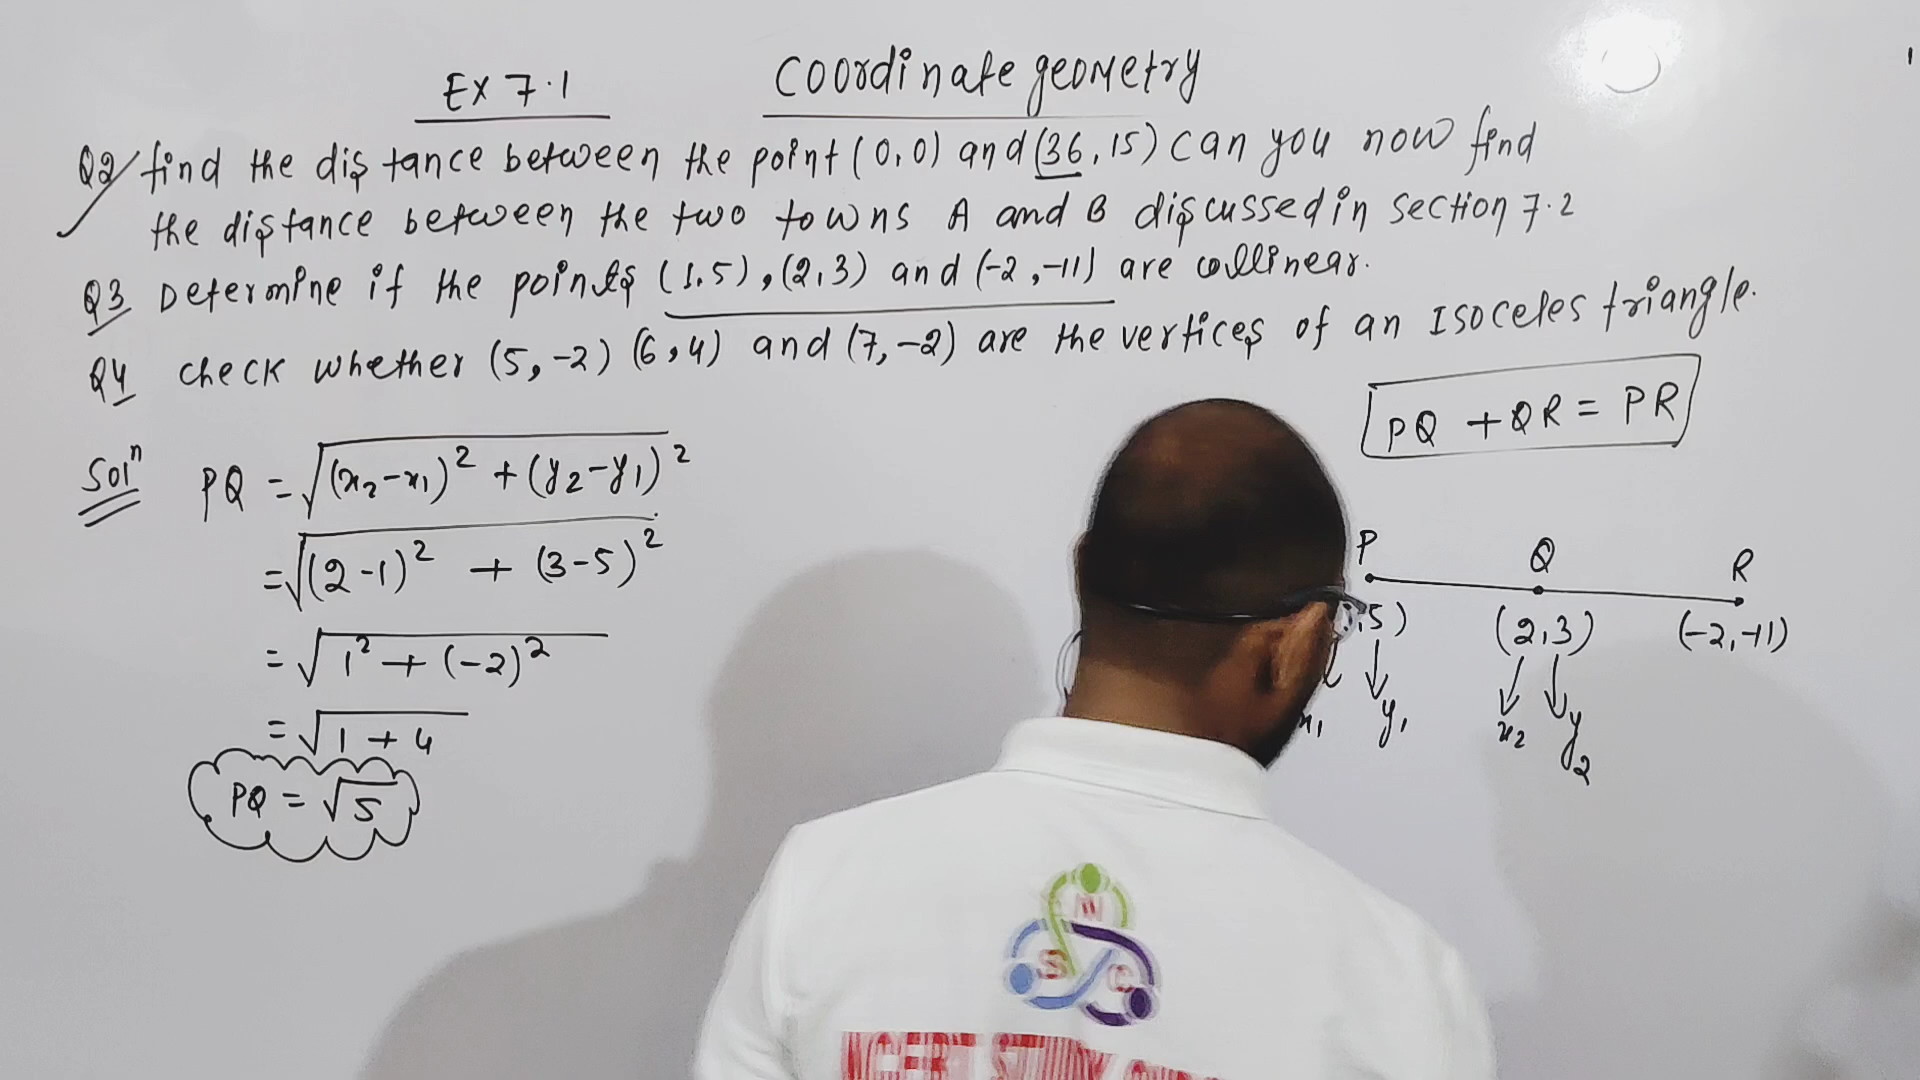 Ex 7.1 Coordinate geometry
Q2 find the distance between the point (0,0) and (36,15) can you now find
the distance between the two towns A and B discussed in section 7.2
Q3 Determine if the points (1,5), (2,3) and (-2,-11) are collinear.
Q4 check whether (5,-2) (6,4) and (7,-2) are the vertices of an Isoceles triangle.
PQ + QR = PR
Solⁿ PQ = √(x₂-x₁)² + (y₂-y₁)²
= √(2-1)² + (3-5)²
= √1² + (-2)²
= √1 + 4
PQ = √5
P Q R
,5) (2,3) (-2,-11)
x₁ y₁ x₂ y₂
N
S C
NCERT STUDY